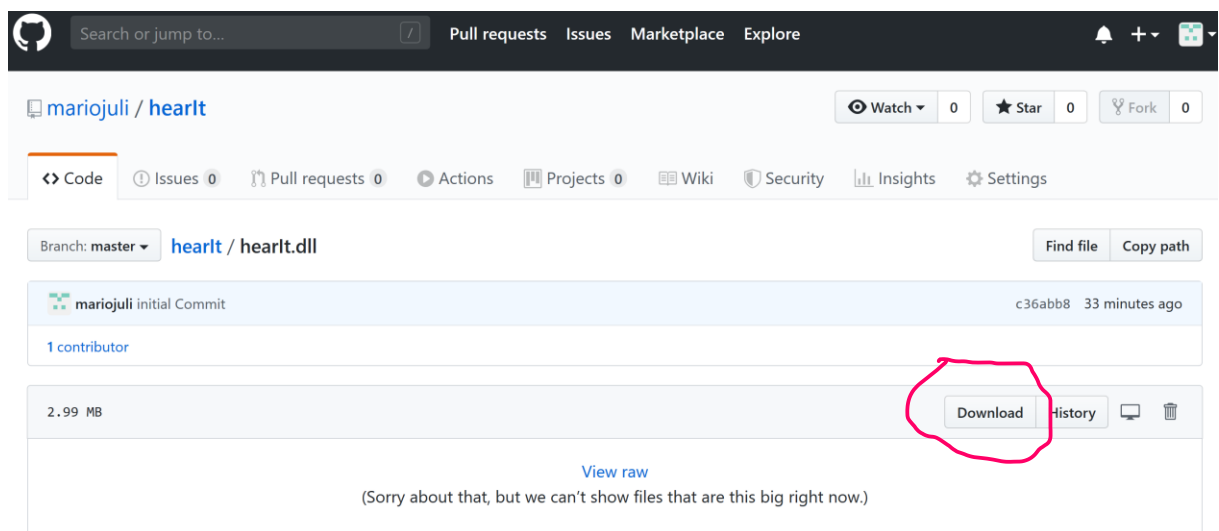 Search or jump to... / Pull requests Issues Marketplace Explore
mariojuli / hearIt Watch 0 Star 0 Fork 0
Code Issues 0 Pull requests 0 Actions Projects 0 Wiki Security Insights Settings
Branch: master hearIt / hearIt.dll Find file Copy path
mariojuli initial Commit c36abb8 33 minutes ago
1 contributor
2.99 MB Download History
View raw
(Sorry about that, but we can't show files that are this big right now.)